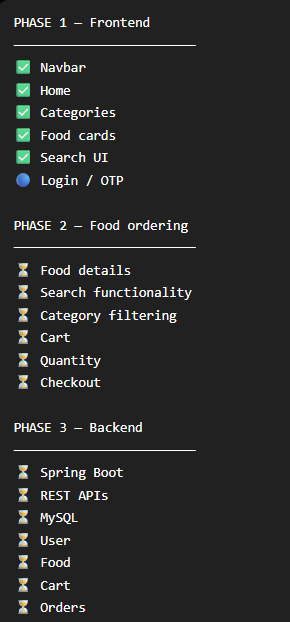 PHASE 1 — Frontend
────────────────────────
✅ Navbar
✅ Home
✅ Categories
✅ Food cards
✅ Search UI
🔵 Login / OTP
PHASE 2 — Food ordering
────────────────────────
⏳ Food details
⏳ Search functionality
⏳ Category filtering
⏳ Cart
⏳ Quantity
⏳ Checkout
PHASE 3 — Backend
────────────────────────
⏳ Spring Boot
⏳ REST APIs
⏳ MySQL
⏳ User
⏳ Food
⏳ Cart
⏳ Orders